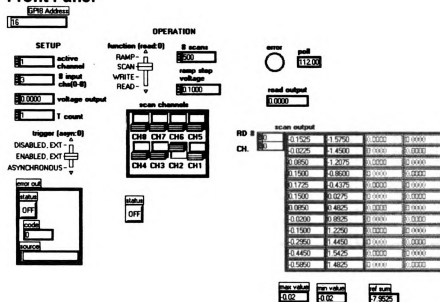 Front Panel
GPIB Address
16
OPERATION
SETUP
1
active
channel
0
8 input
chs(0-8)
0.0000
voltage output
1
T count
trigger (asyn:0)
DISABLED, EXT
ENABLED, EXT
ASYNCHRONOUS
error out
status
OFF
code
0
source
function (read:0)
RAMP
SCAN
WRITE
READ
# scans
500
ramp step
voltage
0.1000
scan channels
CH8 CH7 CH6 CH5
CH4 CH3 CH2 CH1
status
OFF
error
poll
112.00
read output
0.0000
scan output
RD #
CH.
-0.1525 -1.5750 0.0000 0.0000
-0.0225 -1.4500 0.0000 0.0000
0.0850 -1.2075 0.0000 0.0000
0.1500 -0.8600 0.0000 0.0000
0.1725 -0.4375 0.0000 0.0000
0.1500 0.0275 0.0000 0.0000
0.0850 0.4825 0.0000 0.0000
-0.0200 0.8925 0.0000 0.0000
-0.1500 1.2250 0.0000 0.0000
-0.2950 1.4450 0.0000 0.0000
-0.4450 1.5425 0.0000 0.0000
-0.5850 1.4825 0.0000 0.0000
max value
-0.02
min value
-0.02
ref sum
-7.9525